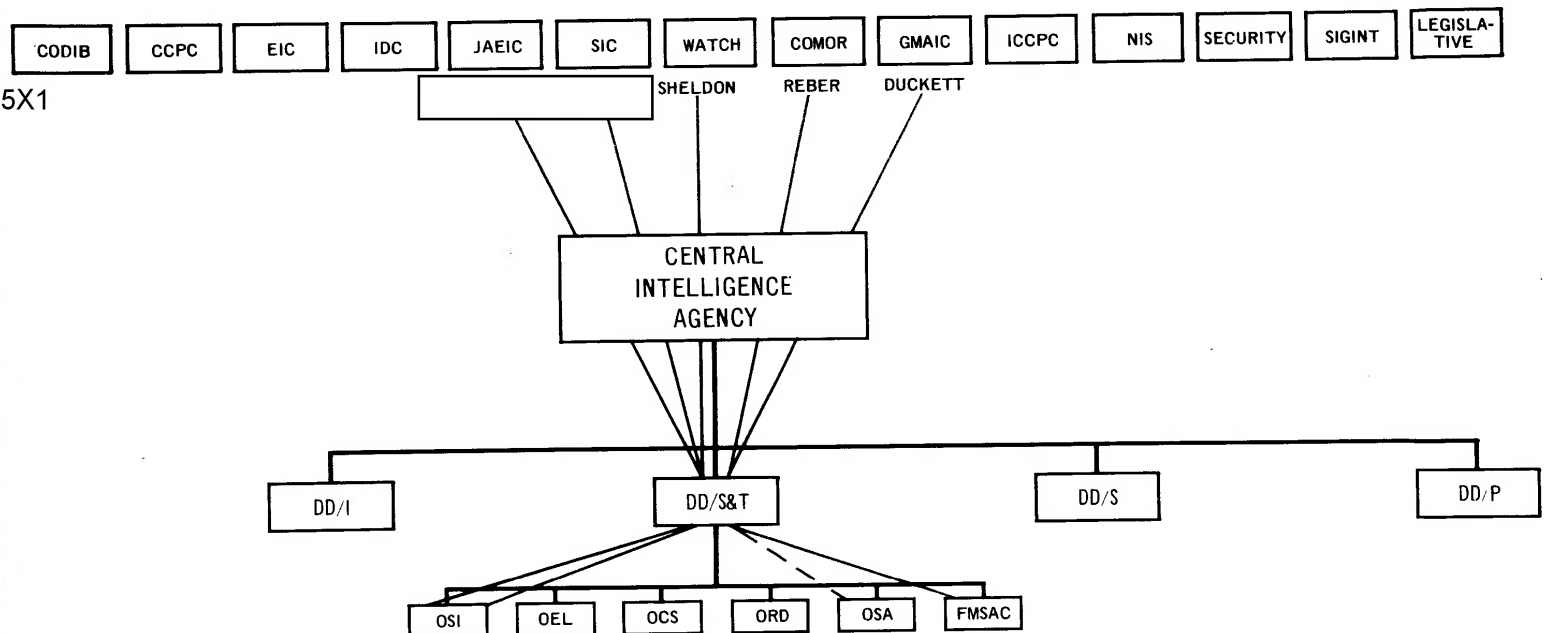 CODIB CCPC EIC IDC JAEIC SIC WATCH COMOR GMAIC ICCPC NIS SECURITY SIGINT LEGISLA-
TIVE
5X1
SHELDON REBER DUCKETT
CENTRAL
INTELLIGENCE
AGENCY
DD/I DD/S&T DD/S DD/P
OSI OEL OCS ORD OSA FMSAC